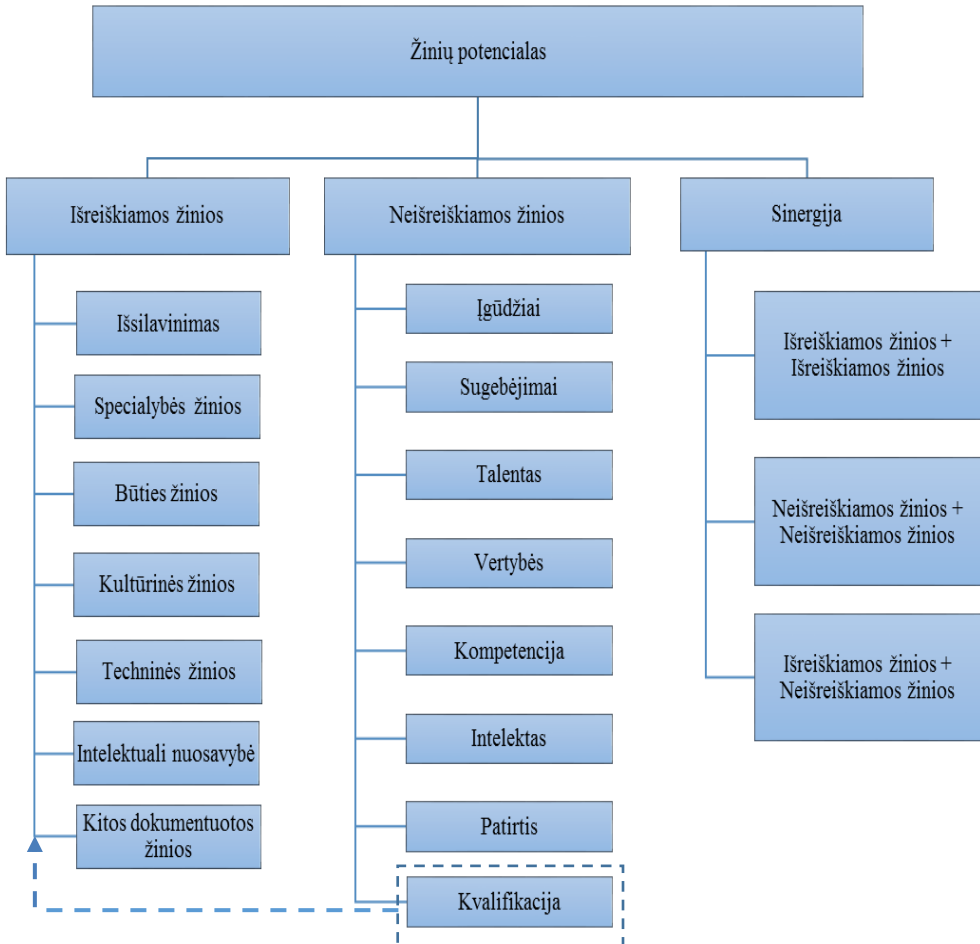 Žinių potencialas
Išreiškiamos žinios
Neišreiškiamos žinios
Sinergija
Išsilavinimas
Specialybės žinios
Būties žinios
Kultūrinės žinios
Techninės žinios
Intelektuali nuosavybė
Kitos dokumentuotos
žinios
Įgūdžiai
Sugebėjimai
Talentas
Vertybės
Kompetencija
Intelektas
Patirtis
Kvalifikacija
Išreiškiamos žinios +
Išreiškiamos žinios
Neišreiškiamos žinios +
Neišreiškiamos žinios
Išreiškiamos žinios +
Neišreiškiamos žinios